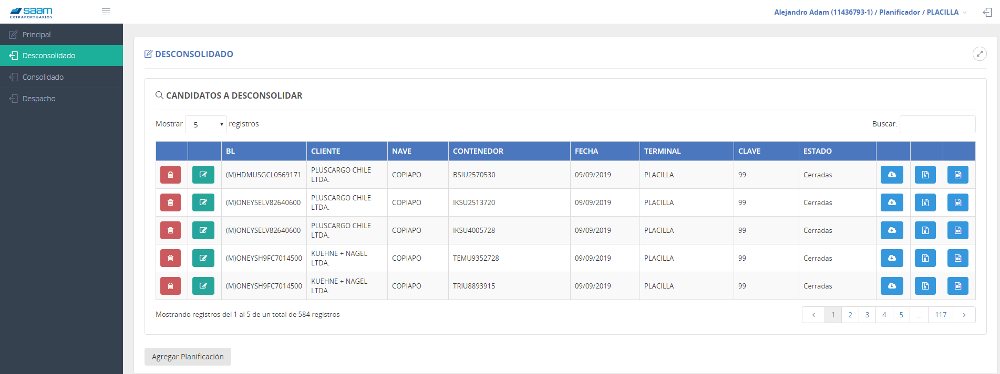 saam
EXTRAPORTUARIOS
Alejandro Adam (11436793-1) / Planificador / PLACILLA
Principal
Desconsolidado
Consolidado
Despacho
DESCONSOLIDADO
CANDIDATOS A DESCONSOLIDAR
Mostrar 5 registros
Buscar:
BL CLIENTE NAVE CONTENEDOR FECHA TERMINAL CLAVE ESTADO
(M)HDMUSGCL0569171 PLUSCARGO CHILE LTDA. COPIAPO BSIU2570530 09/09/2019 PLACILLA 99 Cerradas
(M)ONEYSELV82640600 PLUSCARGO CHILE LTDA. COPIAPO IKSU2513720 09/09/2019 PLACILLA 99 Cerradas
(M)ONEYSELV82640600 PLUSCARGO CHILE LTDA. COPIAPO IKSU4005728 09/09/2019 PLACILLA 99 Cerradas
(M)ONEYSH9FC7014500 KUEHNE + NAGEL LTDA. COPIAPO TEMU9352728 09/09/2019 PLACILLA 99 Cerradas
(M)ONEYSH9FC7014500 KUEHNE + NAGEL LTDA. COPIAPO TRIU8893915 09/09/2019 PLACILLA 99 Cerradas
Mostrando registros del 1 al 5 de un total de 584 registros
‹ 1 2 3 4 5 … 117 ›
Agregar Planificación